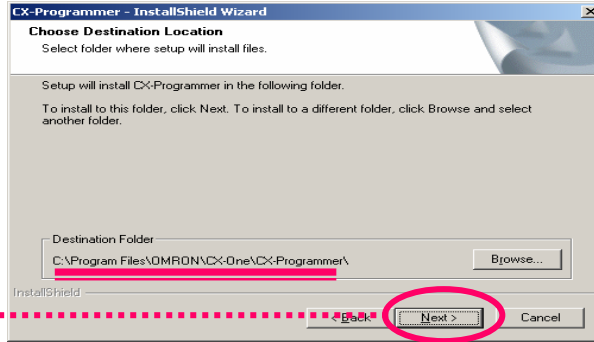 CX-Programmer - InstallShield Wizard
Choose Destination Location
Select folder where setup will install files.
Setup will install CX-Programmer in the following folder.
To install to this folder, click Next. To install to a different folder, click Browse and select
another folder.
Destination Folder
C:\Program Files\OMRON\CX-One\CX-Programmer\
Browse...
InstallShield
< Back
Next >
Cancel